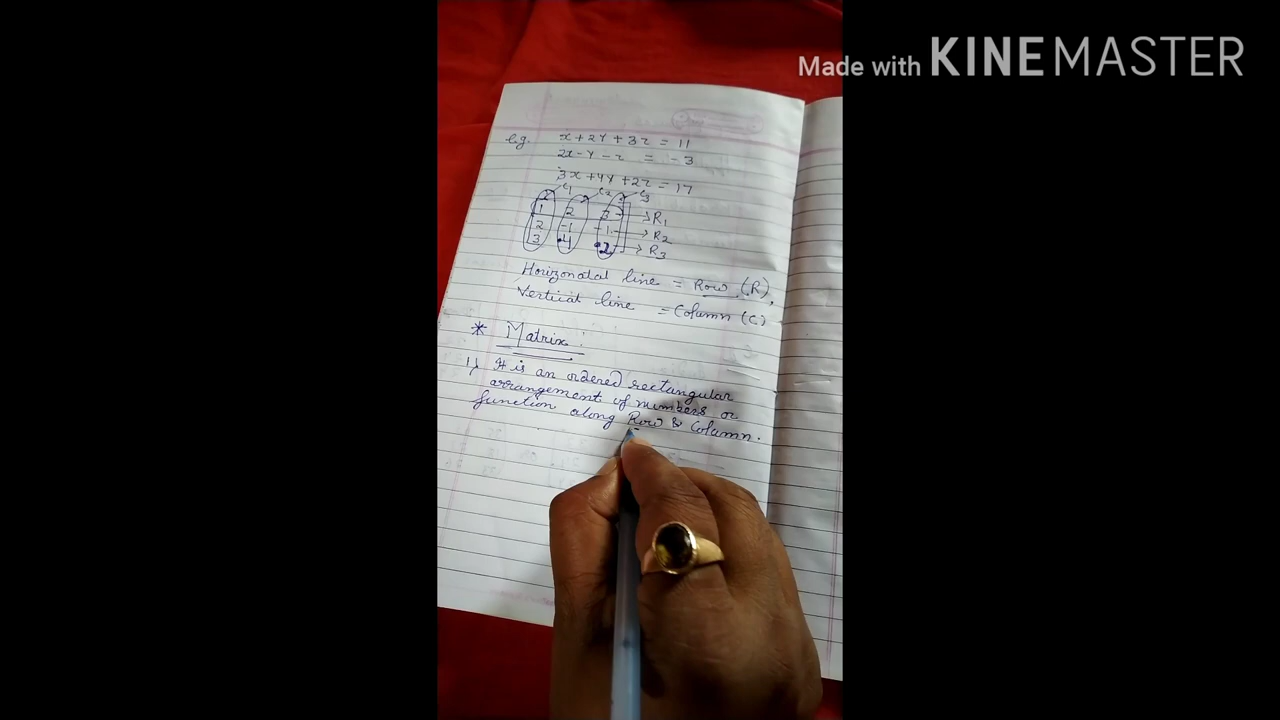 Made with KINEMASTER
e.g. x + 2y + 3z = 11
2x - y - z = -3
3x + 4y + 2z = 17
C1 C2 C3
1 2 3 → R1
2 -1 -1 → R2
3 4 2 → R3
Horizonatal line = Row (R).
Vertical line = Column (C)
* Matrix :
1) It is an ordered rectangular
arrangement of numbers or
function along Row & Column.